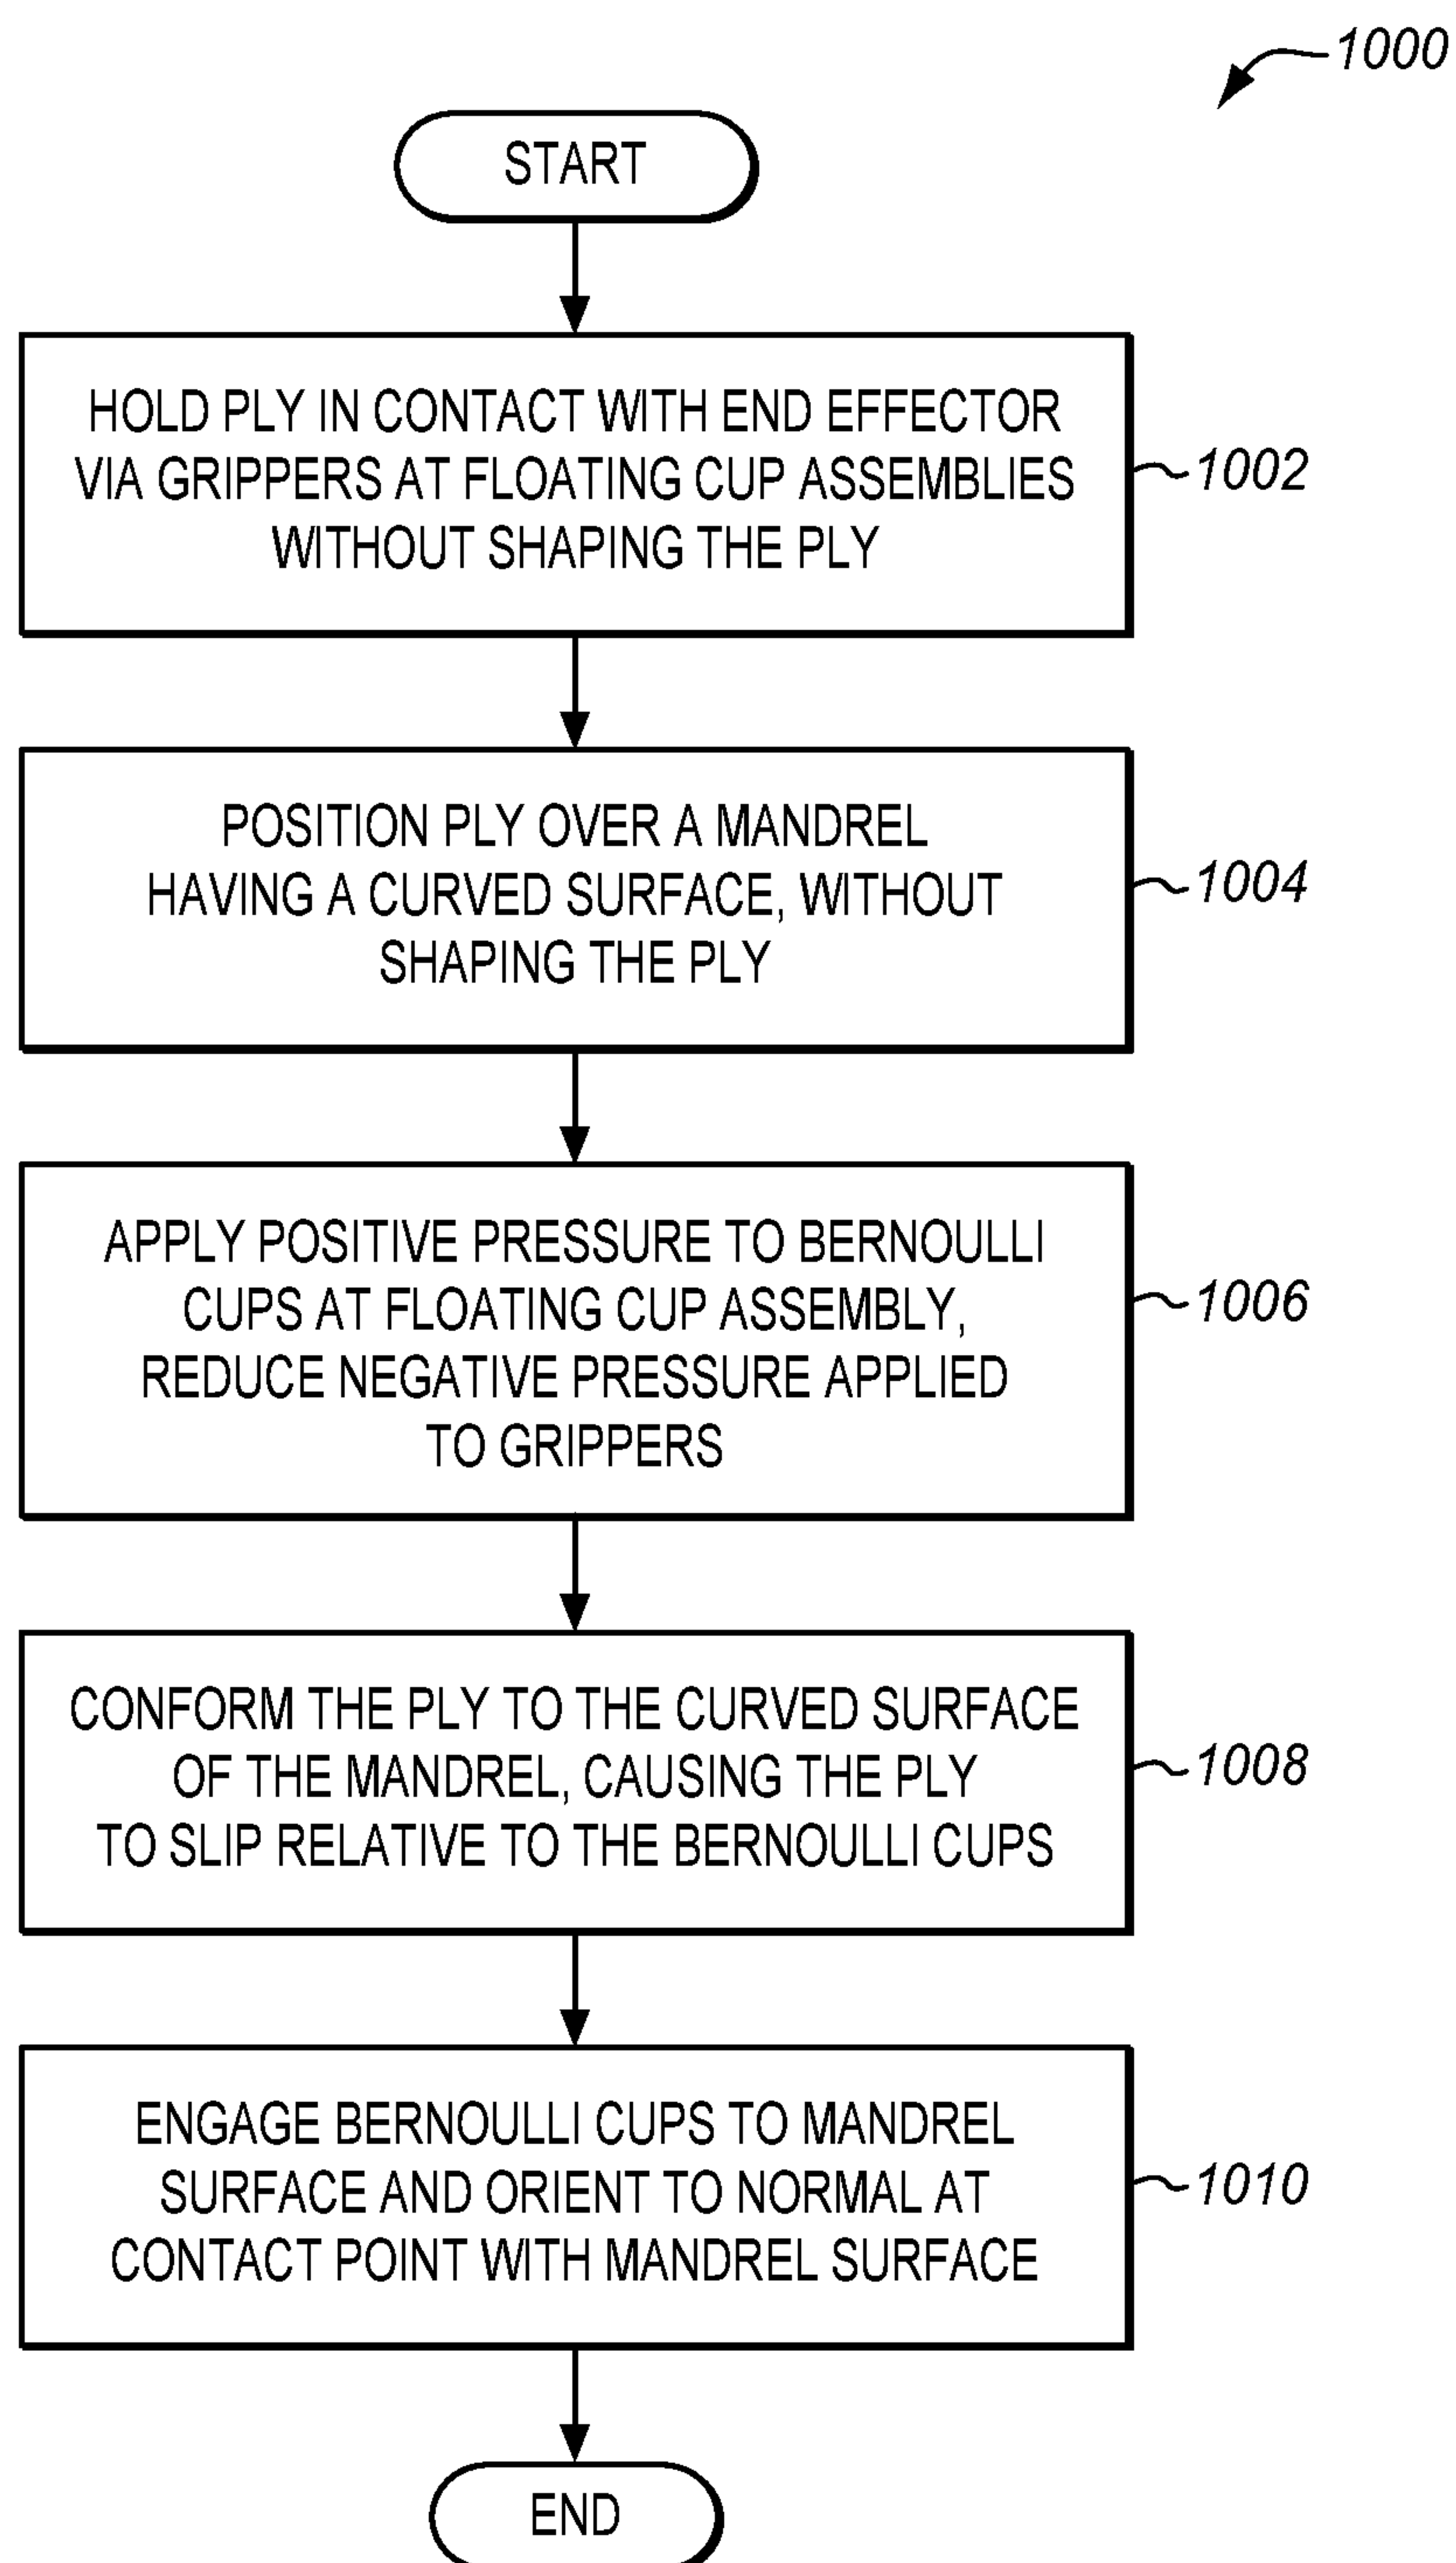 1000
START
HOLD PLY IN CONTACT WITH END EFFECTOR
VIA GRIPPERS AT FLOATING CUP ASSEMBLIES
WITHOUT SHAPING THE PLY
1002
POSITION PLY OVER A MANDREL
HAVING A CURVED SURFACE, WITHOUT
SHAPING THE PLY
1004
APPLY POSITIVE PRESSURE TO BERNOULLI
CUPS AT FLOATING CUP ASSEMBLY,
REDUCE NEGATIVE PRESSURE APPLIED
TO GRIPPERS
1006
CONFORM THE PLY TO THE CURVED SURFACE
OF THE MANDREL, CAUSING THE PLY
TO SLIP RELATIVE TO THE BERNOULLI CUPS
1008
ENGAGE BERNOULLI CUPS TO MANDREL
SURFACE AND ORIENT TO NORMAL AT
CONTACT POINT WITH MANDREL SURFACE
1010
END